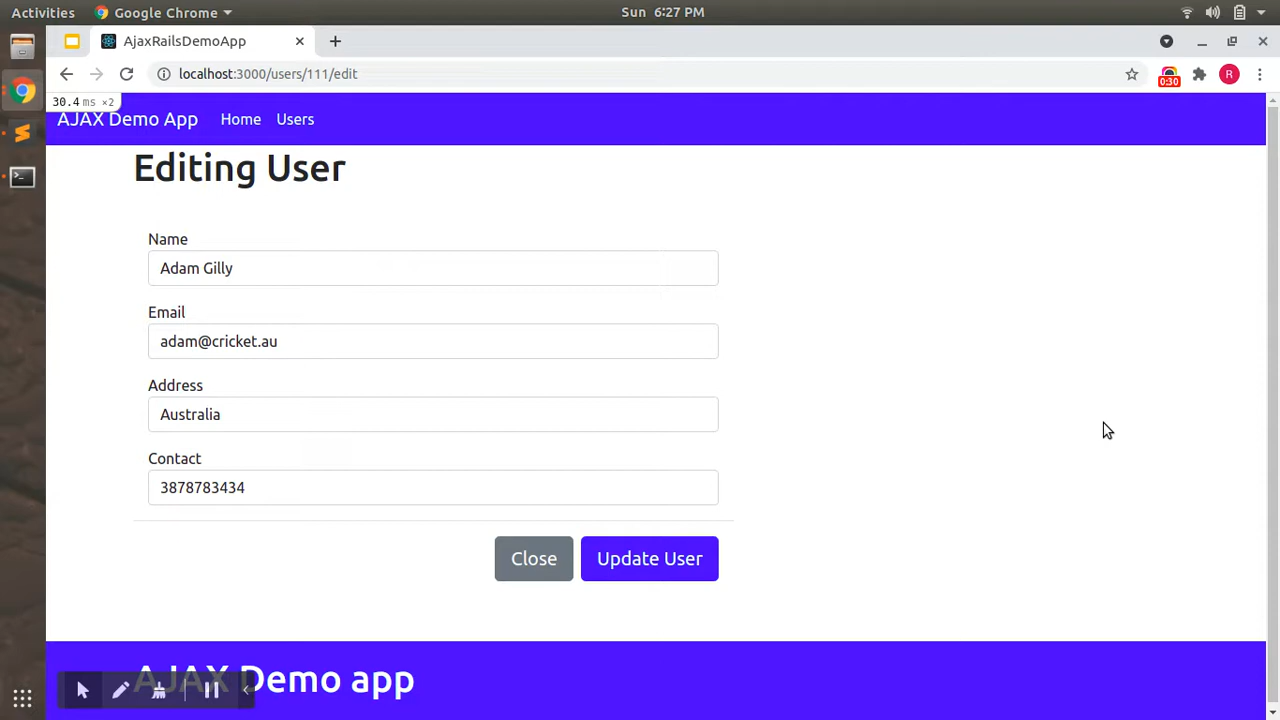 Activities Google Chrome Sun 6:27 PM
AjaxRailsDemoApp
localhost:3000/users/111/edit R 0:30
30.4 ms ×2
AJAX Demo App Home Users
Editing User
Name
Adam Gilly
Email
adam@cricket.au
Address
Australia
Contact
3878783434
Close Update User
AJAX Demo app